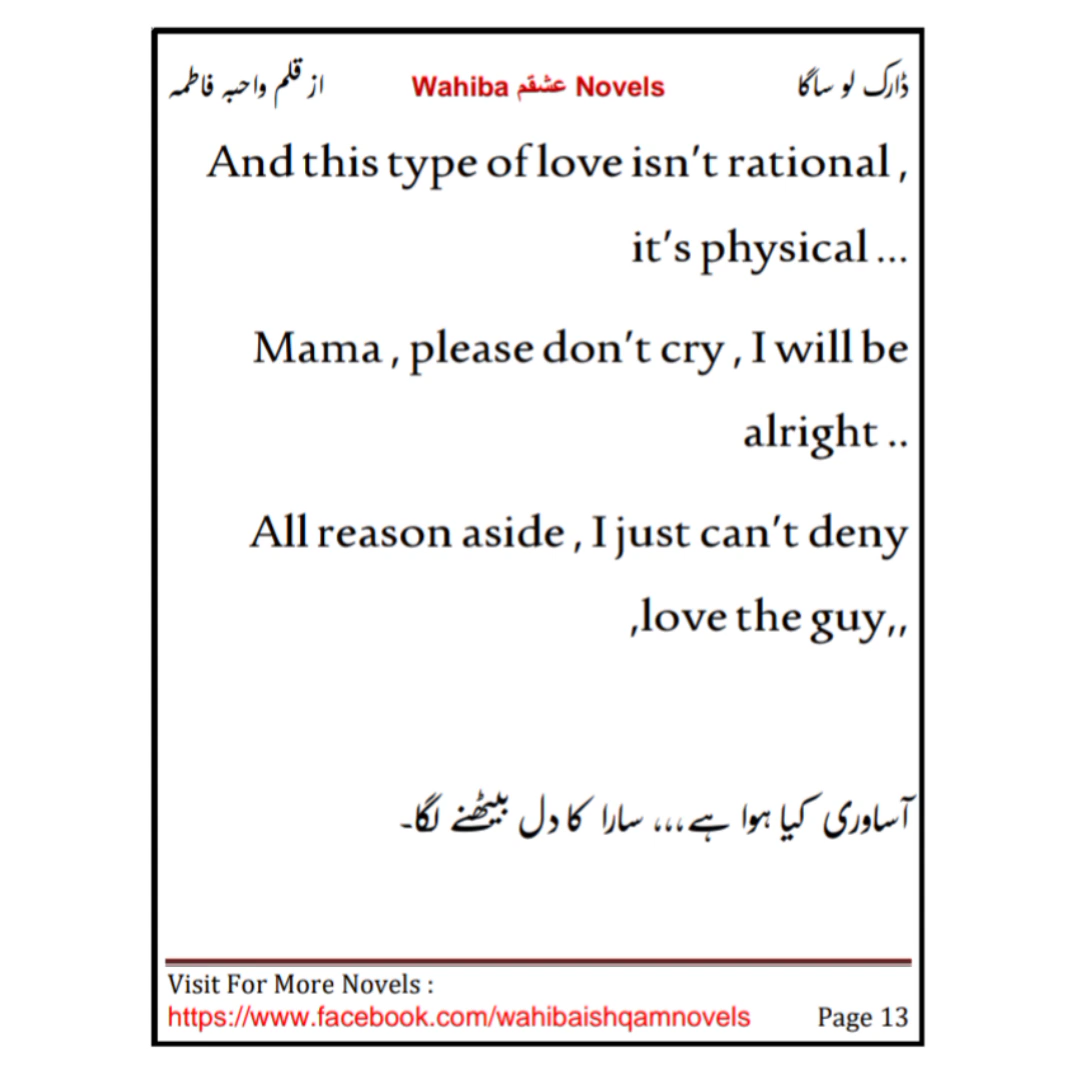 ڈارک لو ساگا Wahiba عشقم Novels از قلم واحبہ فاطمہ
And this type of love isn't rational ,
it's physical ...
Mama , please don't cry , I will be
alright ..
All reason aside , I just can't deny
,love the guy,,
آساوری کیا ہوا ہے،،، سارا کا دل بیٹھنے لگا۔
Visit For More Novels :
https://www.facebook.com/wahibaishqamnovels Page 13